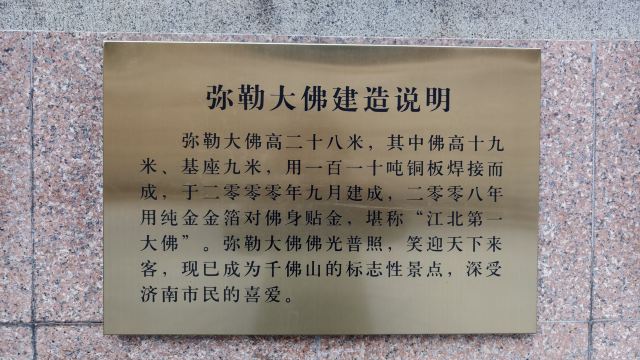 弥勒大佛建造说明
弥勒大佛高二十八米，其中佛高十九
米、基座九米，用一百一十吨铜板焊接而
成，于二零零零年九月建成，二零零八年
用纯金金箔对佛身贴金，堪称“江北第一
大佛”。弥勒大佛佛光普照，笑迎天下来
客，现已成为千佛山的标志性景点，深受
济南市民的喜爱。